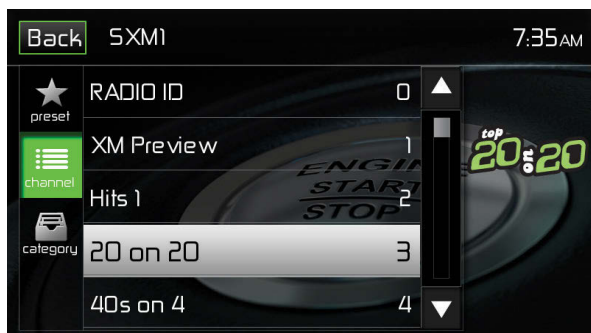 Back SXM1 7:35AM
preset
channel
category
RADIO ID 0
XM Preview 1
Hits 1 2
20 on 20 3
40s on 4 4
ENGINE
START
STOP
top
20 on 20